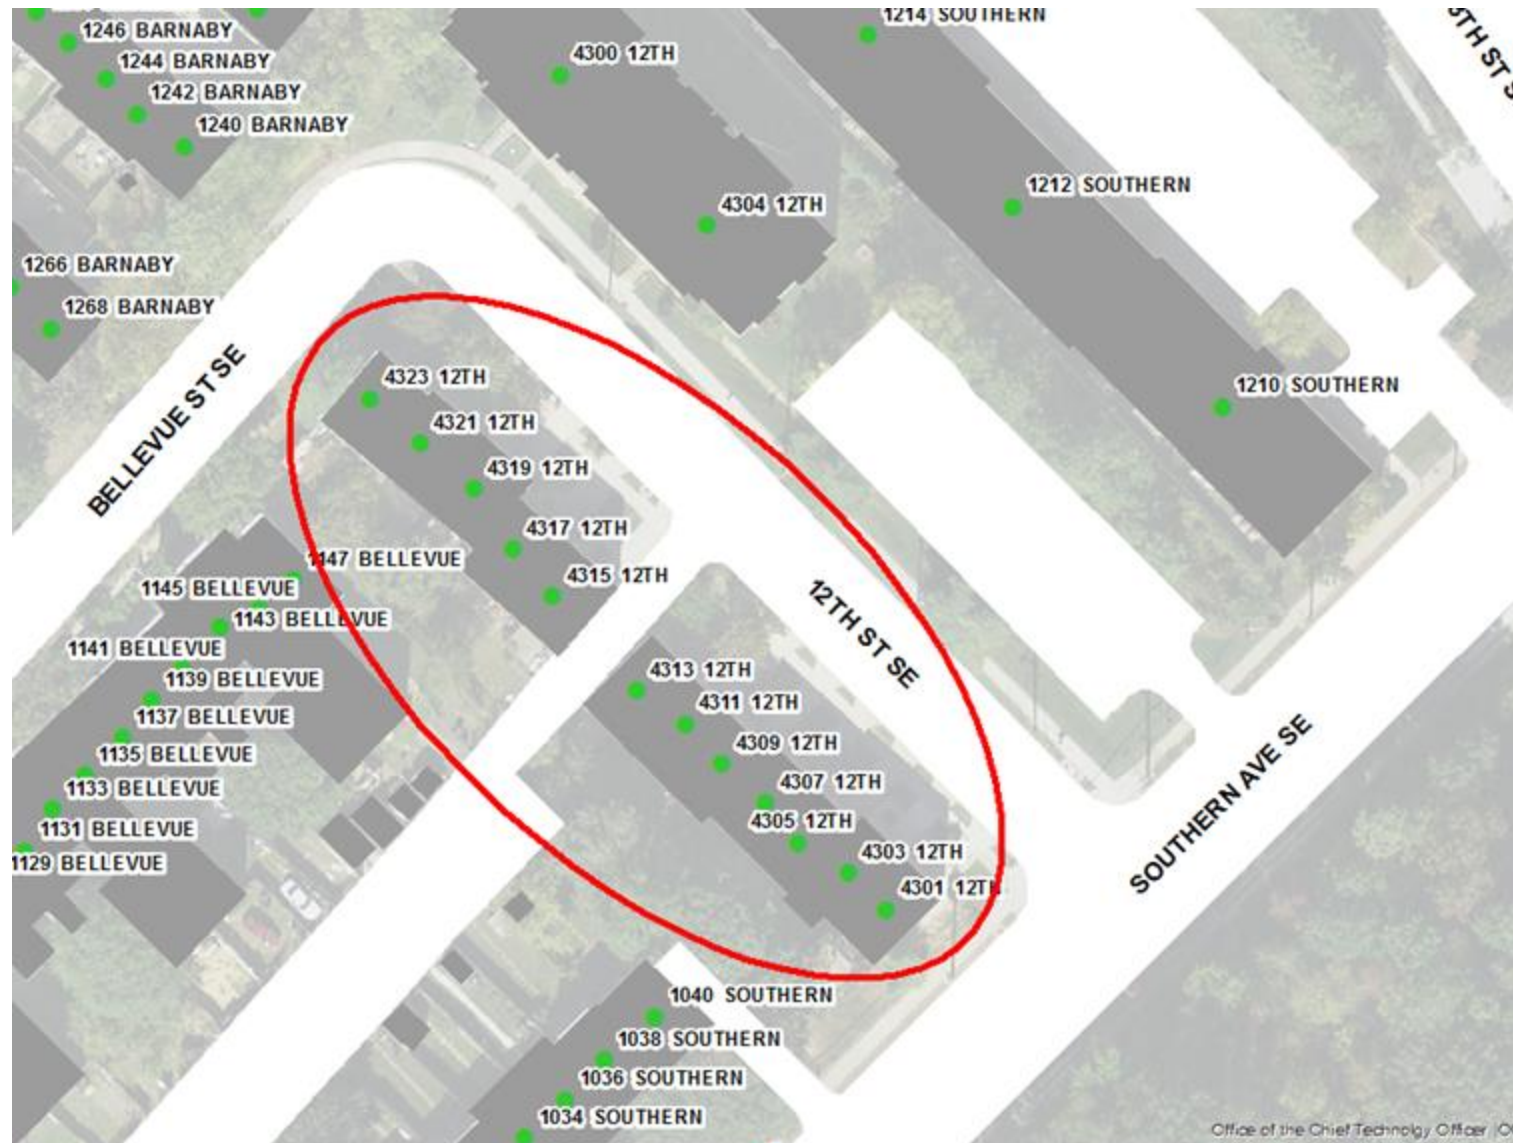 1214 SOUTHERN
1246 BARNABY
4300 12TH
1244 BARNABY
1242 BARNABY
1240 BARNABY
1212 SOUTHERN
4304 12TH
1266 BARNABY
1268 BARNABY
BELLEVUE ST SE
4323 12TH
1210 SOUTHERN
4321 12TH
4319 12TH
4317 12TH
1147 BELLEVUE
4315 12TH
1145 BELLEVUE
1143 BELLEVUE
12TH ST SE
1141 BELLEVUE
4313 12TH
1139 BELLEVUE
4311 12TH
1137 BELLEVUE
4309 12TH
1135 BELLEVUE
4307 12TH
1133 BELLEVUE
SOUTHERN AVE SE
4305 12TH
1131 BELLEVUE
4303 12TH
1129 BELLEVUE
4301 12TH
1040 SOUTHERN
1038 SOUTHERN
1036 SOUTHERN
1034 SOUTHERN
Office of the Chief Technolgy Officer